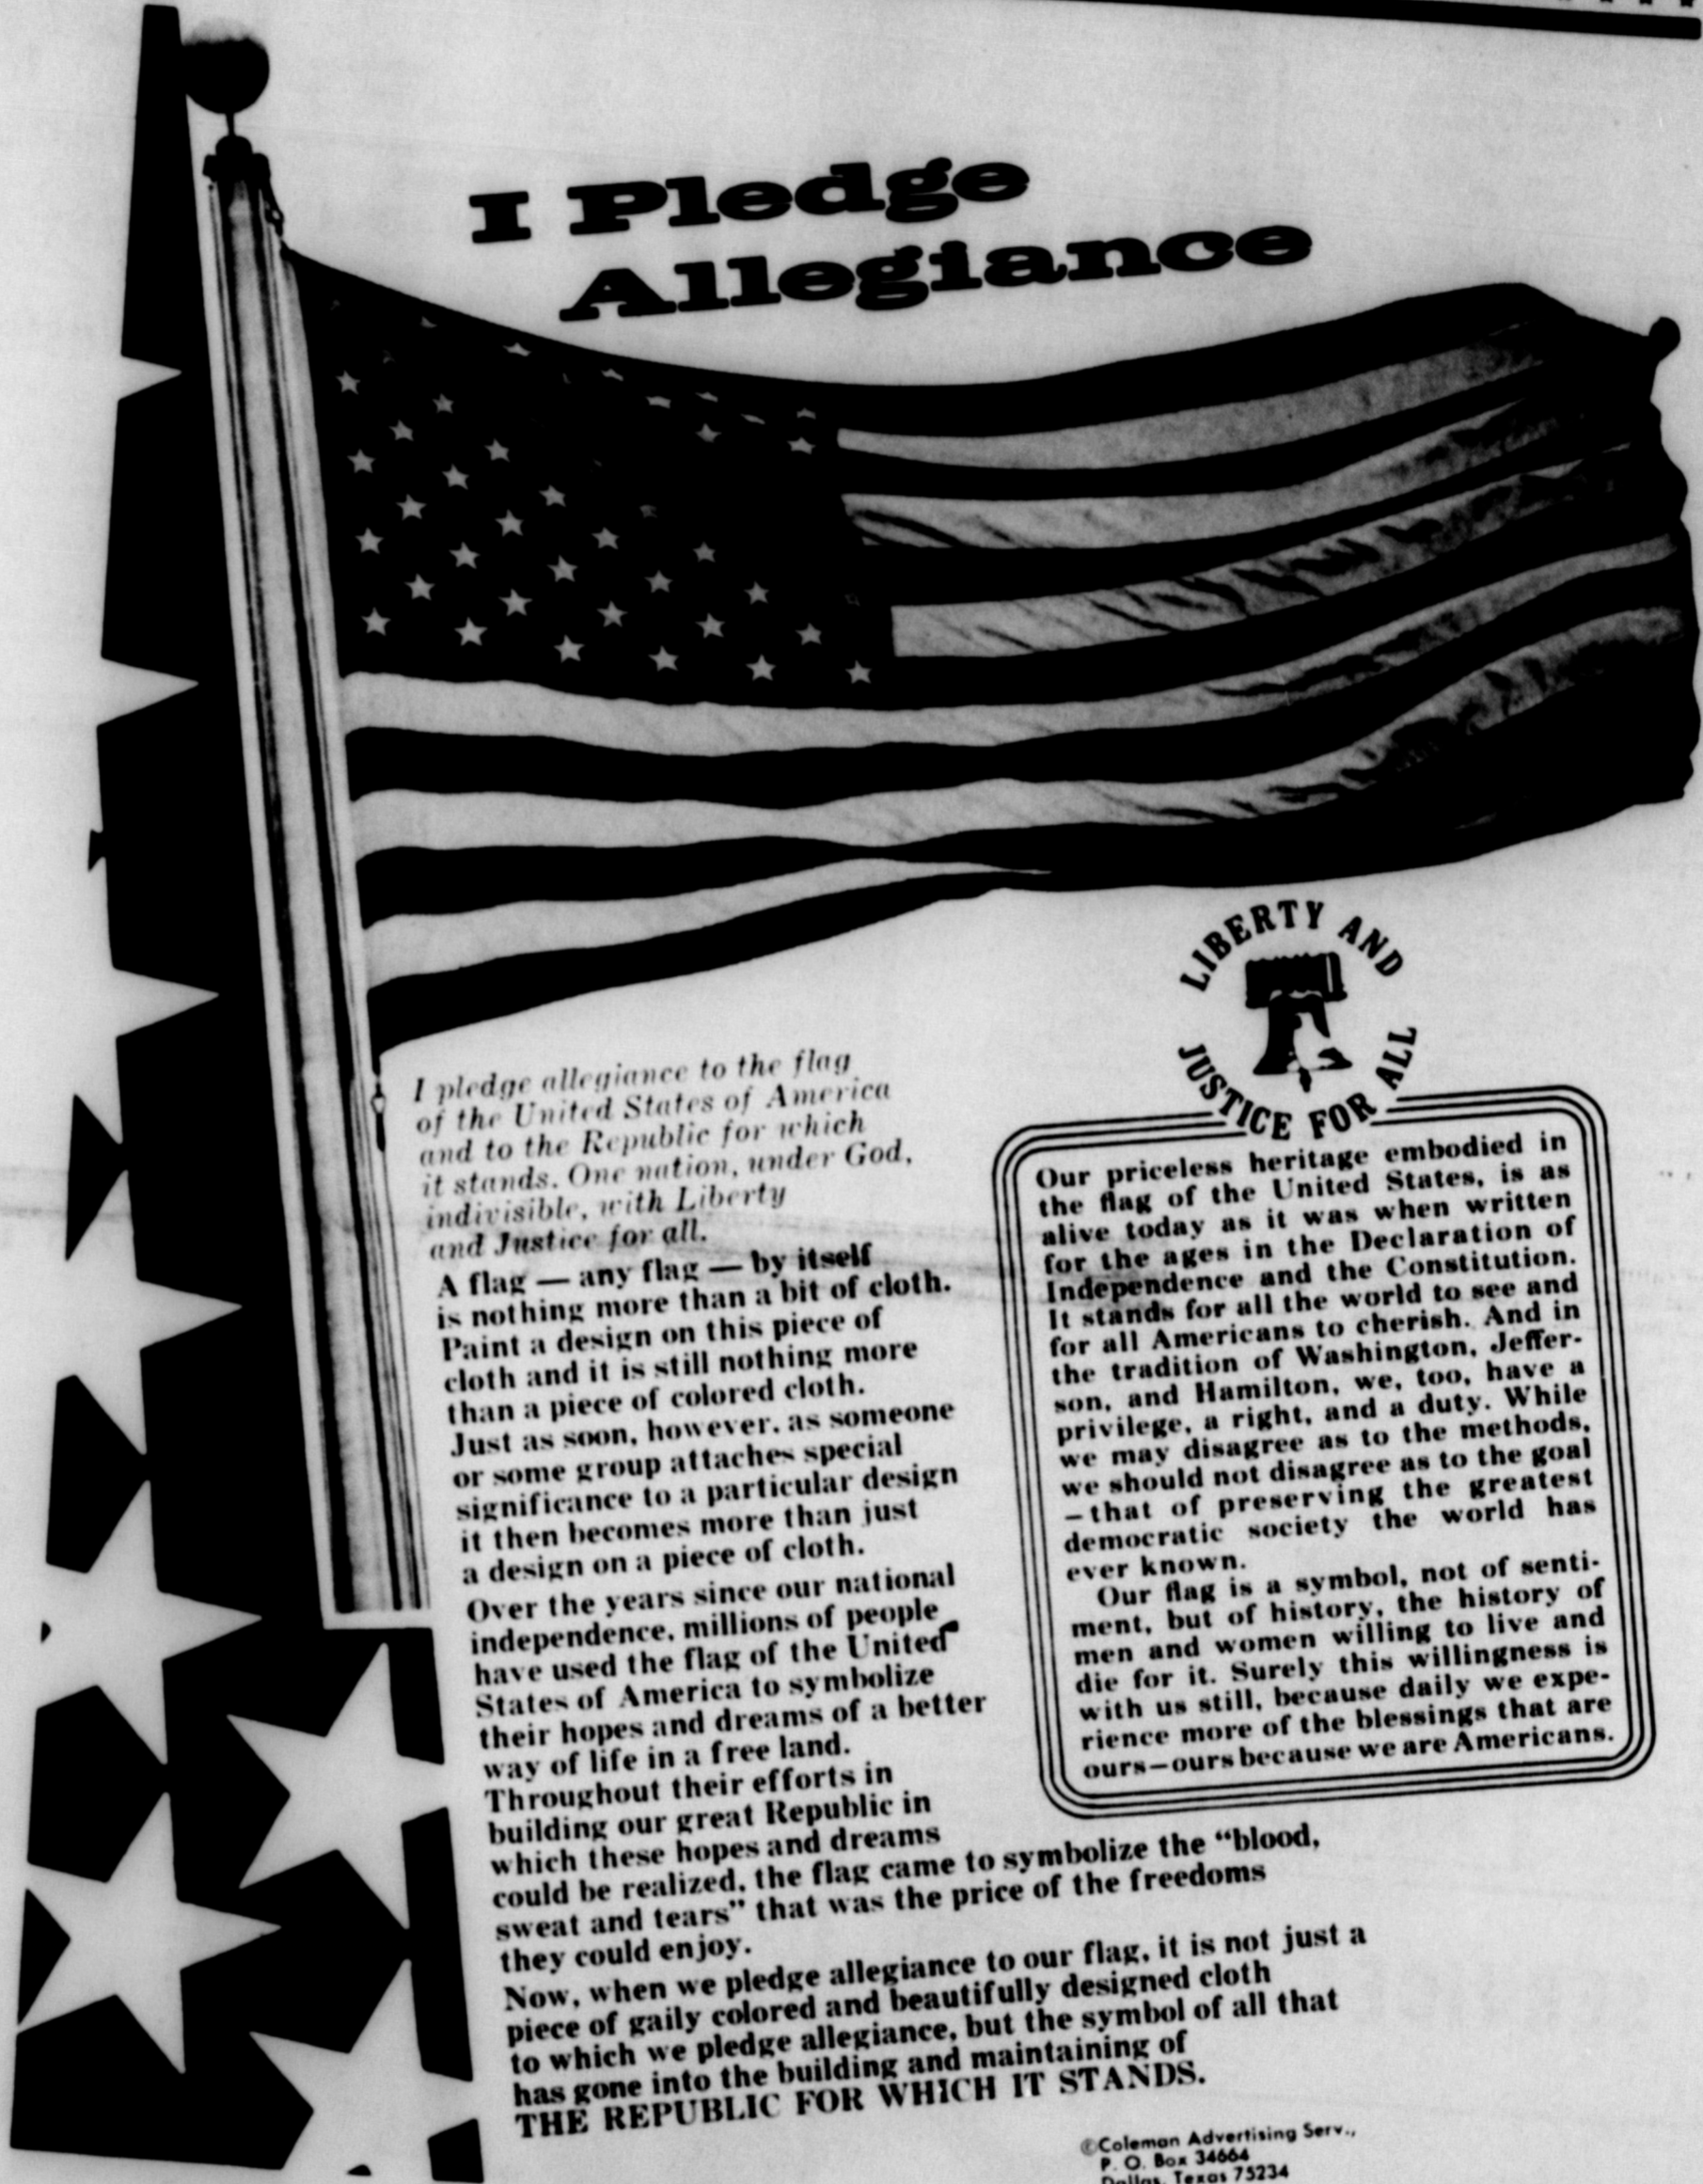 I Pledge
Allegiance
I pledge allegiance to the flag
of the United States of America
and to the Republic for which
it stands. One nation, under God,
indivisible, with Liberty
and Justice for all.
A flag — any flag — by itself
is nothing more than a bit of cloth.
Paint a design on this piece of
cloth and it is still nothing more
than a piece of colored cloth.
Just as soon, however, as someone
or some group attaches special
significance to a particular design
it then becomes more than just
a design on a piece of cloth.
Over the years since our national
independence, millions of people
have used the flag of the United
States of America to symbolize
their hopes and dreams of a better
way of life in a free land.
Throughout their efforts in
building our great Republic in
which these hopes and dreams
could be realized, the flag came to symbolize the “blood,
sweat and tears” that was the price of the freedoms
they could enjoy.
Now, when we pledge allegiance to our flag, it is not just a
piece of gaily colored and beautifully designed cloth
to which we pledge allegiance, but the symbol of all that
has gone into the building and maintaining of
THE REPUBLIC FOR WHICH IT STANDS.
LIBERTY AND
JUSTICE FOR ALL
Our priceless heritage embodied in
the flag of the United States, is as
alive today as it was when written
for the ages in the Declaration of
Independence and the Constitution.
It stands for all the world to see and
for all Americans to cherish. And in
the tradition of Washington, Jeffer-
son, and Hamilton, we, too, have a
privilege, a right, and a duty. While
we may disagree as to the methods,
we should not disagree as to the goal
—that of preserving the greatest
democratic society the world has
ever known.
Our flag is a symbol, not of senti-
ment, but of history, the history of
men and women willing to live and
die for it. Surely this willingness is
with us still, because daily we expe-
rience more of the blessings that are
ours—ours because we are Americans.
©Coleman Advertising Serv.,
P. O. Box 34664
Dallas, Texas 75234